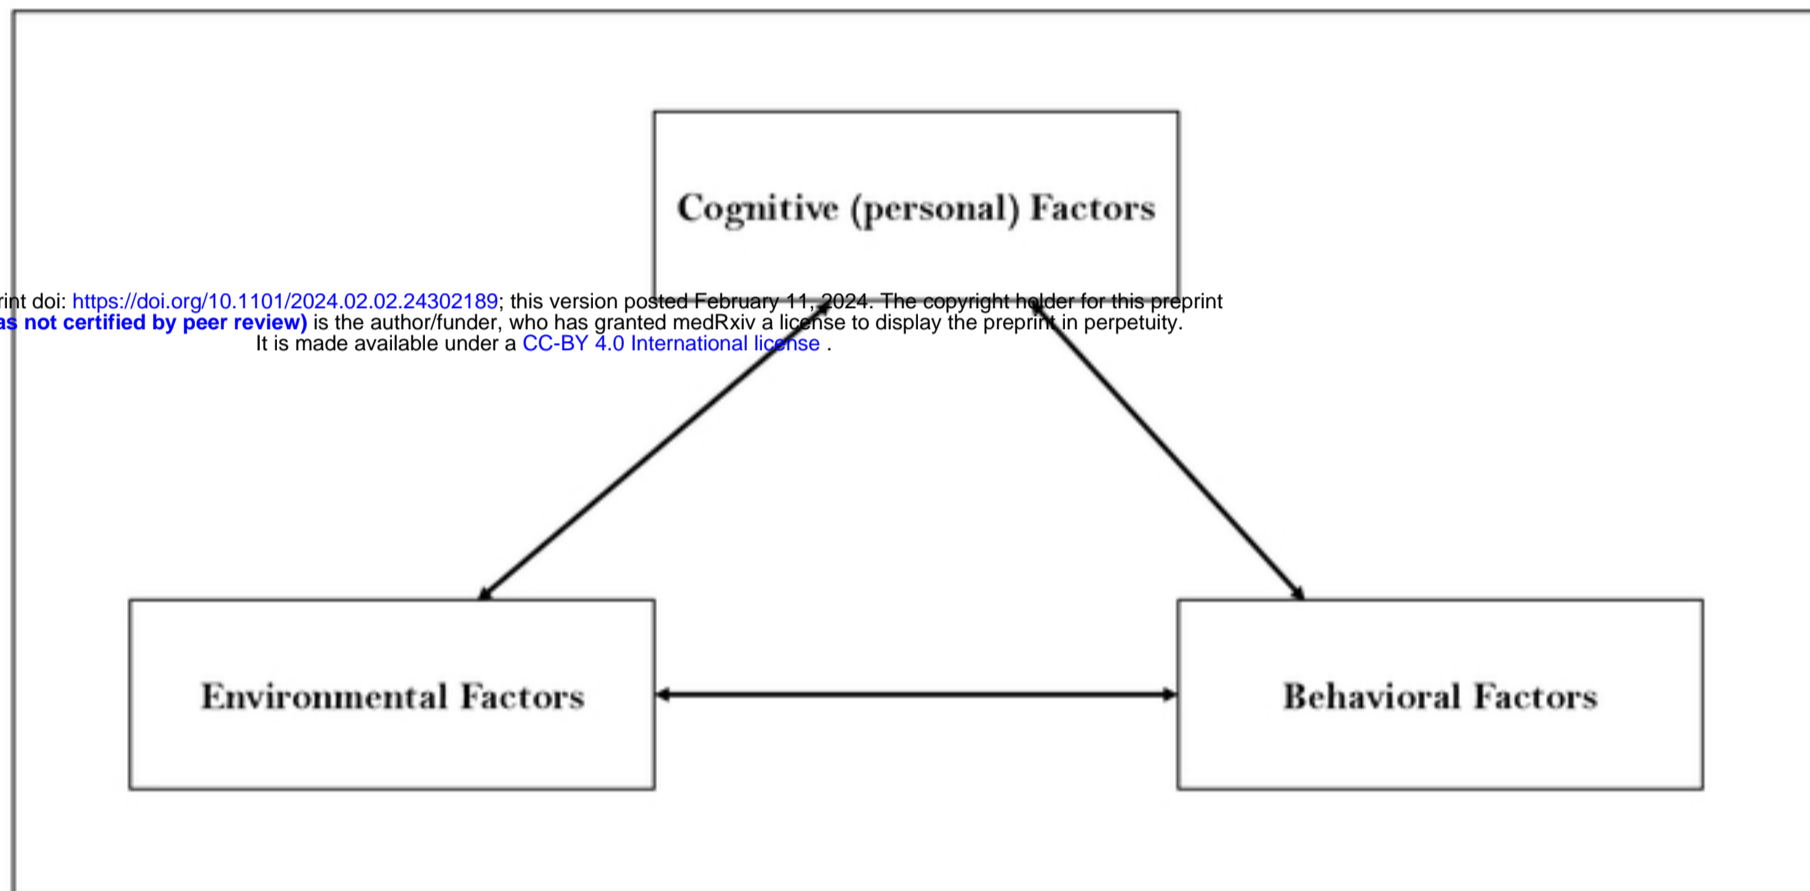 Cognitive (personal) Factors
doi: https://doi.org/10.1101/2024.02.02.24302189; this version posted February 11, 2024. The copyright holder for this preprint
not certified by peer review) is the author/funder, who has granted medRxiv a license to display the preprint in perpetuity.
It is made available under a CC-BY 4.0 International license .
Environmental Factors
Behavioral Factors